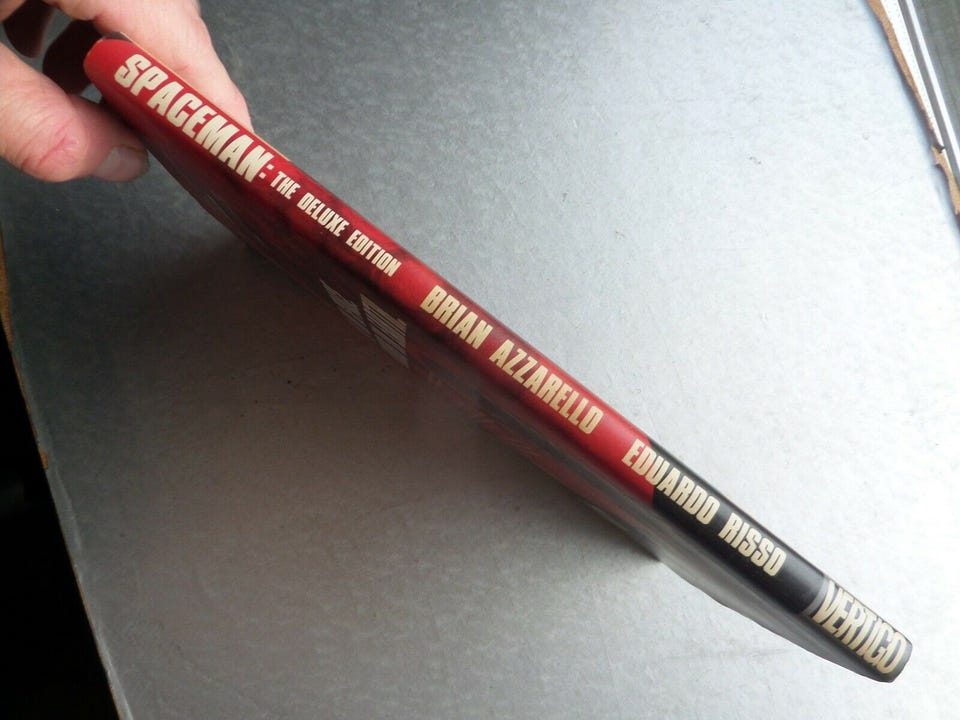 SPACEMAN: THE DELUXE EDITION BRIAN AZZARELLO EDUARDO RISSO VERTIGO